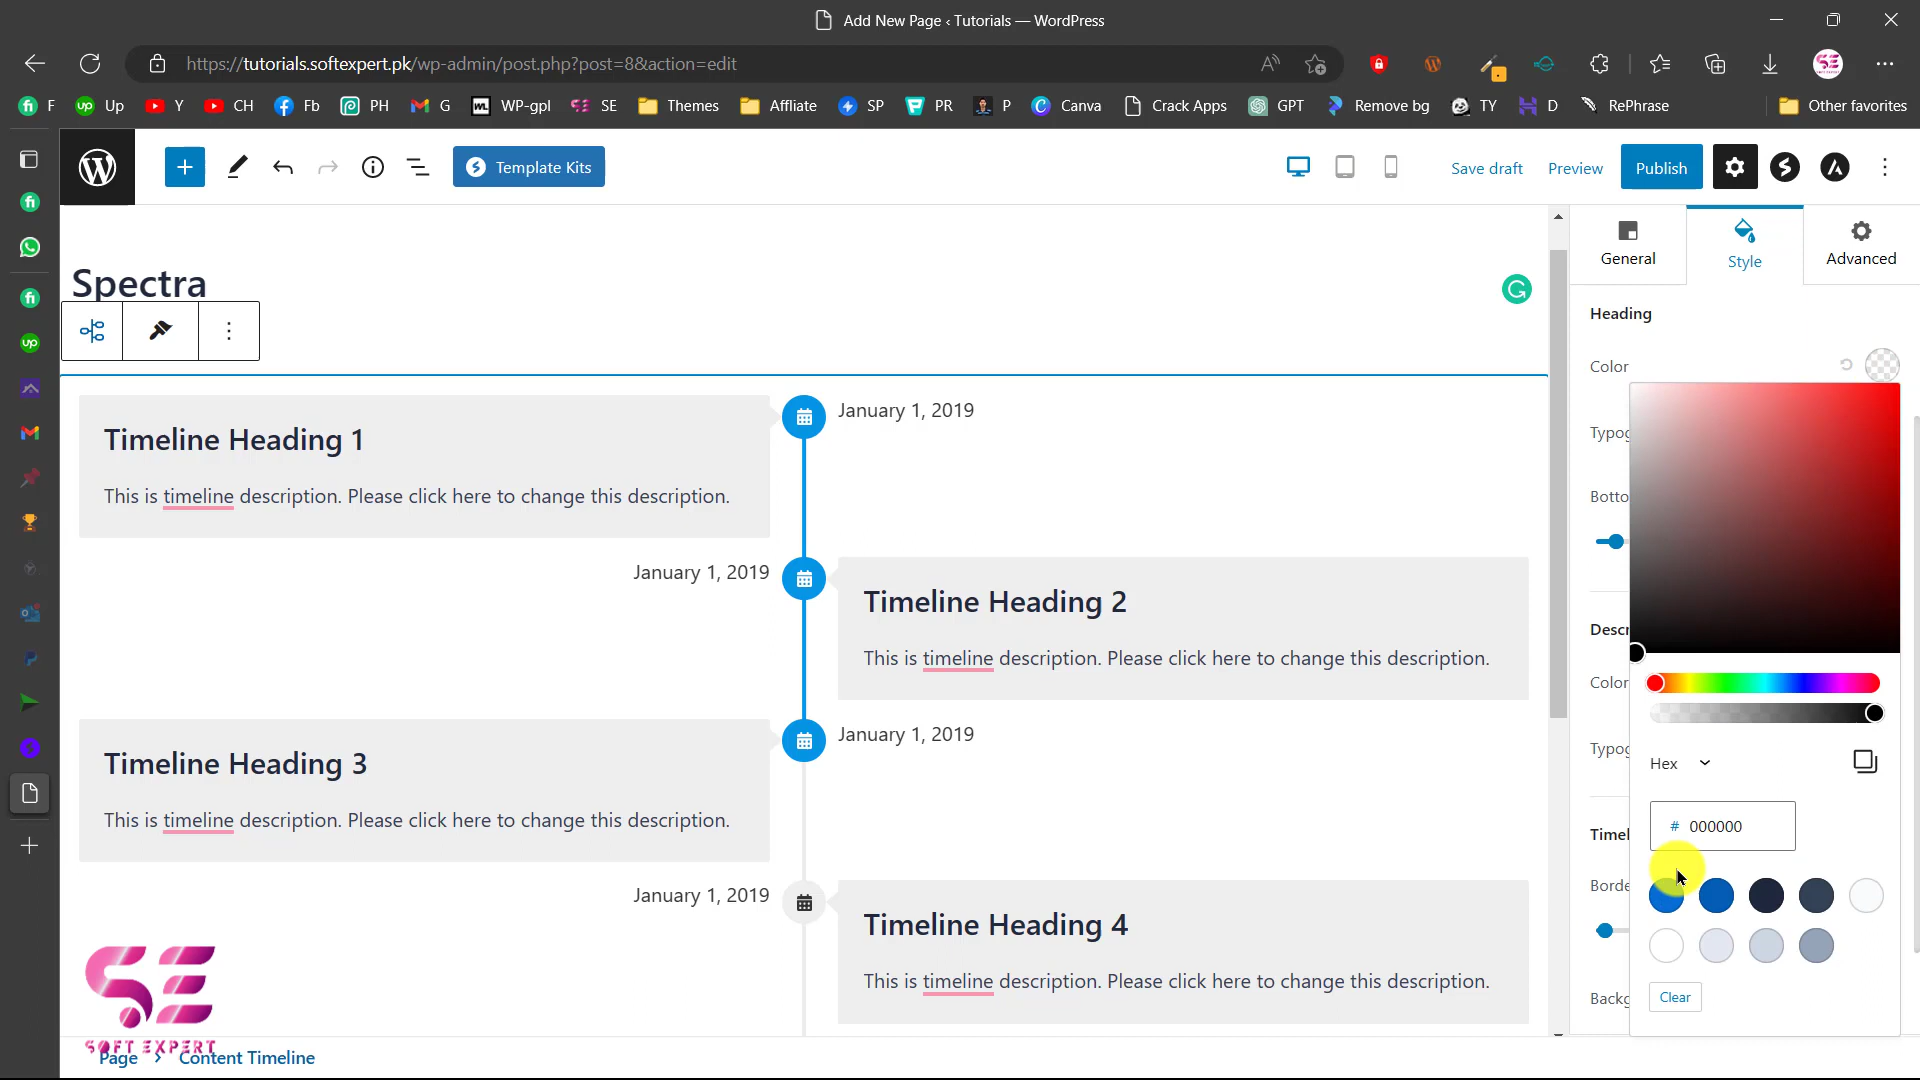 Add New Page ‹ Tutorials — WordPress
https://tutorials.softexpert.pk/wp-admin/post.php?post=8&action=edit
F Up Y CH Fb PH G WP-gpl SE Themes Affliate SP PR P Canva Crack Apps GPT Remove bg TY D RePhrase Other favorites
Template Kits Save draft Preview Publish
General Style Advanced
Spectra
Heading
Color
Timeline Heading 1
January 1, 2019
Typog
This is timeline description. Please click here to change this description.
Botto
January 1, 2019
Timeline Heading 2
Descr
This is timeline description. Please click here to change this description.
Color
January 1, 2019
Typog
Timeline Heading 3
Hex
This is timeline description. Please click here to change this description.
# 000000
Timel
January 1, 2019
Borde
Timeline Heading 4
This is timeline description. Please click here to change this description.
Backg
Clear
SE
SOFT EXPERT
Page › Content Timeline